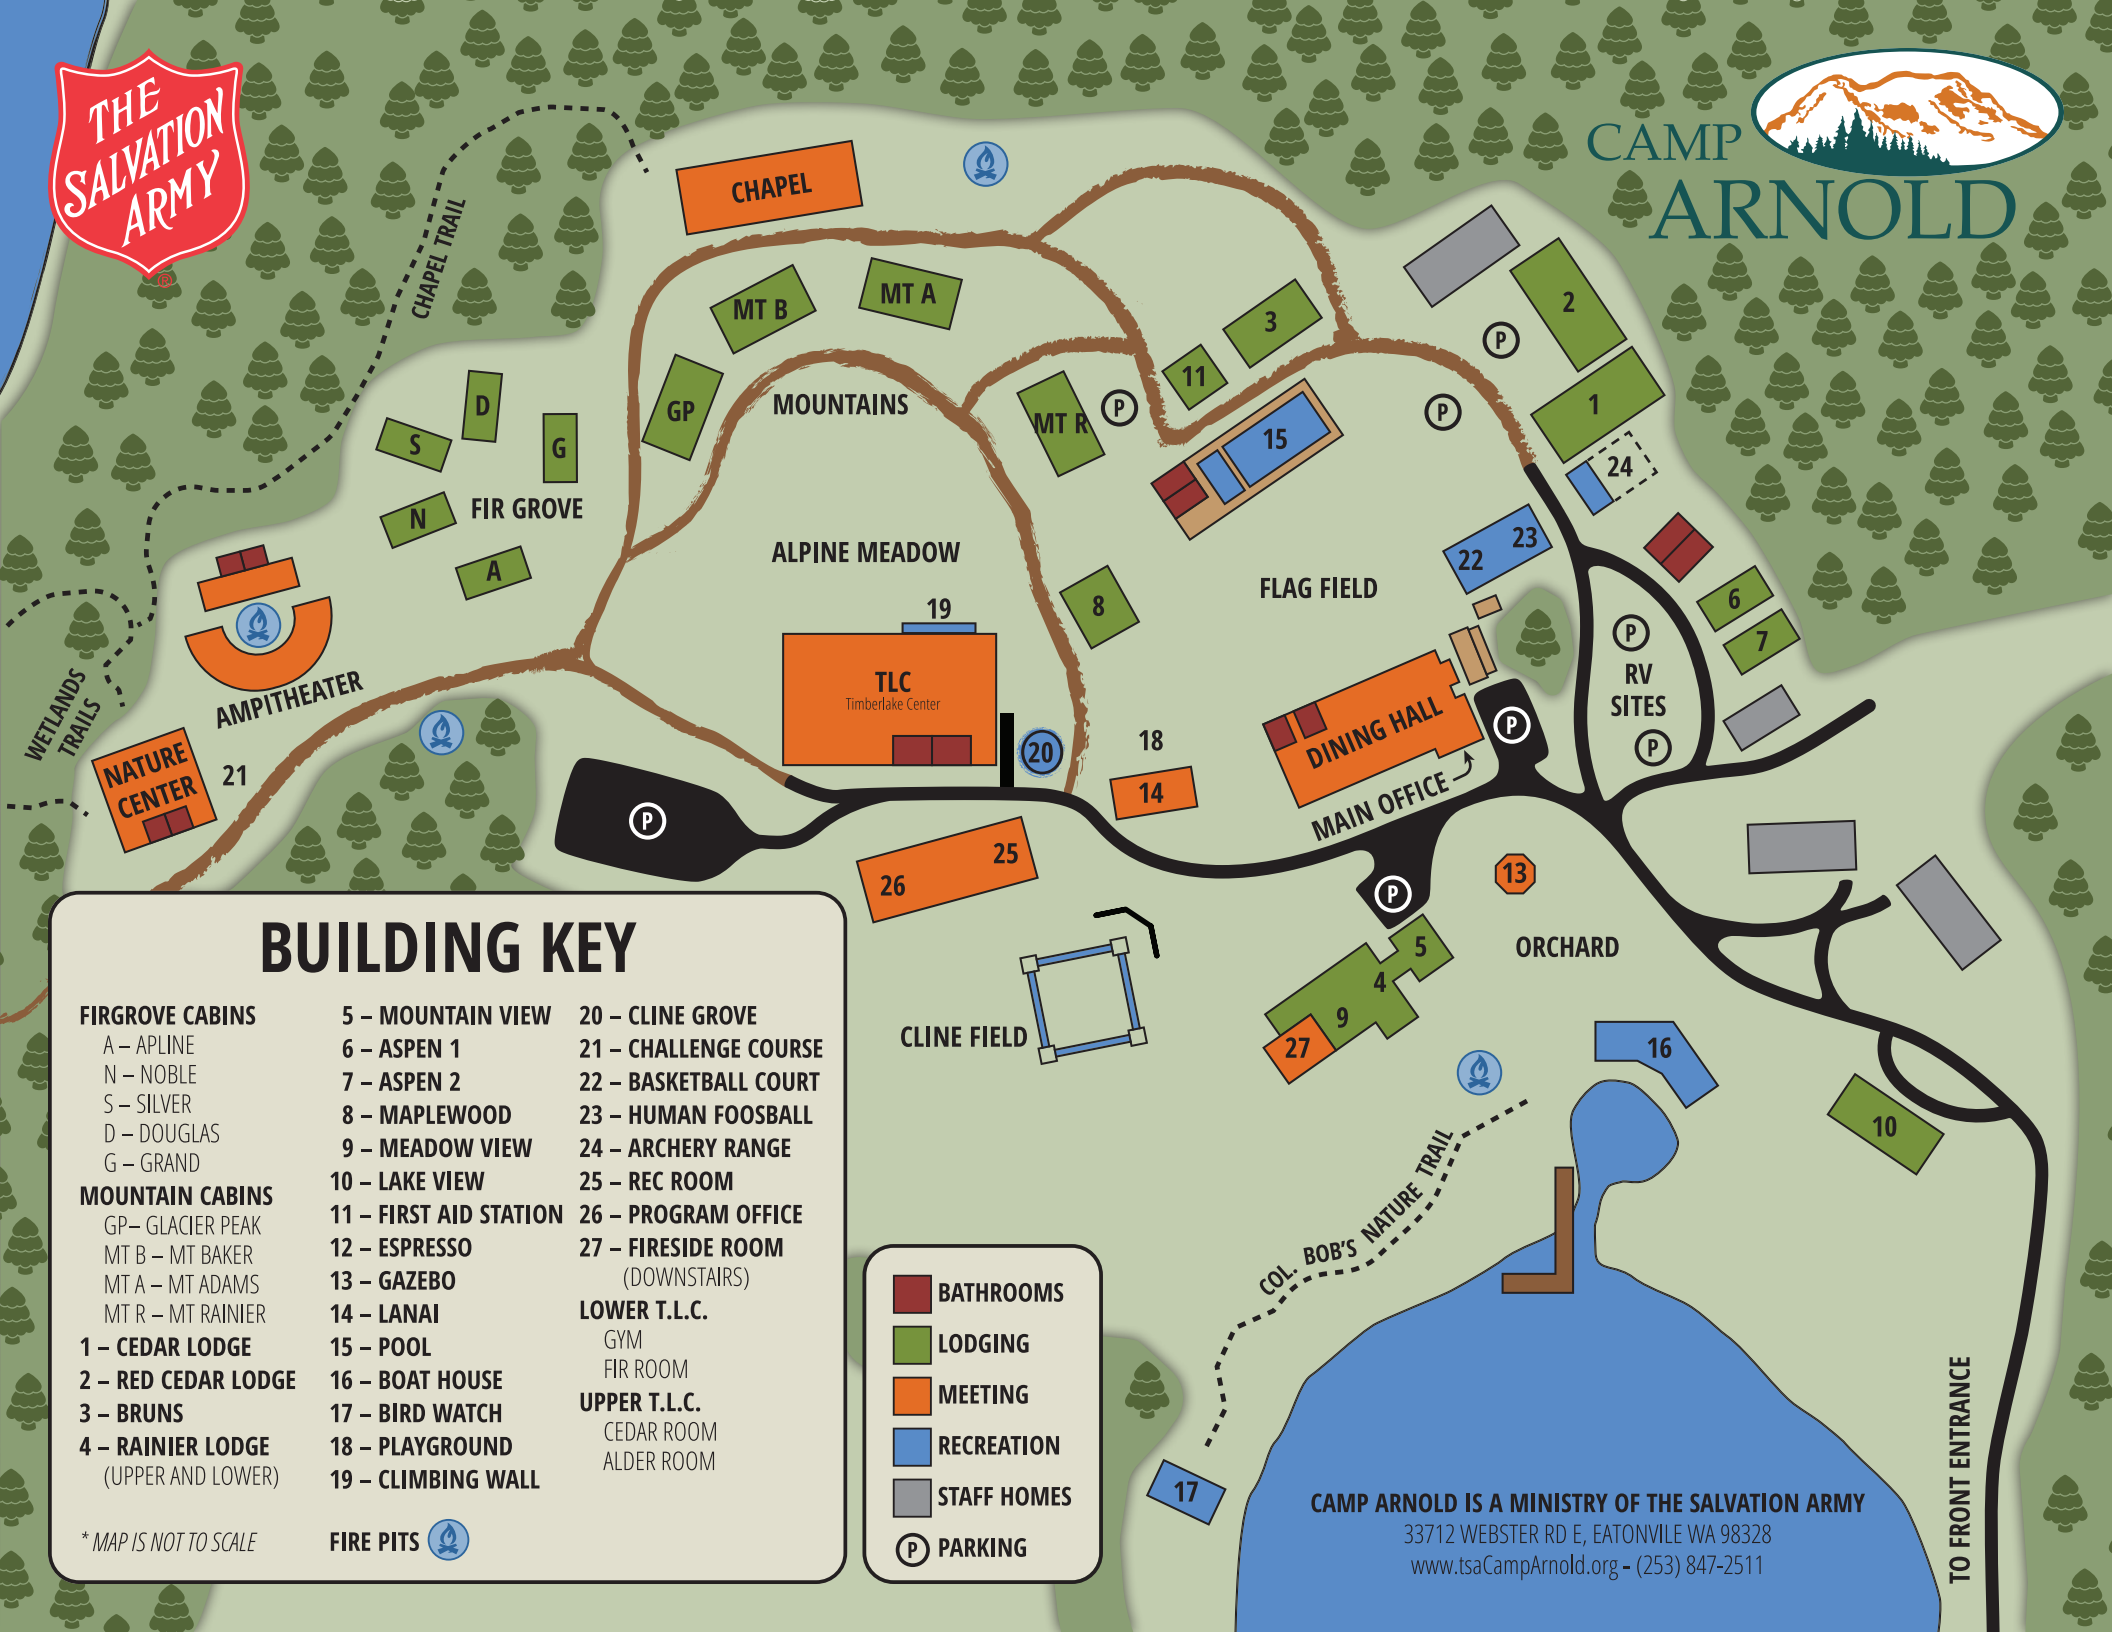 THE
SALVATION
ARMY
®
CAMP
ARNOLD
CHAPEL TRAIL
CHAPEL
MT B
MT A
GP
MOUNTAINS
MT R
P
11
3
2
P
P
1
15
24
D
S
G
N
FIR GROVE
A
ALPINE MEADOW
19
8
FLAG FIELD
22
23
6
7
P
RV
SITES
P
TLC
Timberlake Center
20
18
14
DINING HALL
P
MAIN OFFICE
AMPITHEATER
WETLANDS
TRAILS
NATURE
CENTER
21
P
25
26
P
13
ORCHARD
5
4
9
27
CLINE FIELD
16
10
COL. BOB'S NATURE TRAIL
17
TO FRONT ENTRANCE
BUILDING KEY
FIRGROVE CABINS
A – APLINE
N – NOBLE
S – SILVER
D – DOUGLAS
G – GRAND
MOUNTAIN CABINS
GP– GLACIER PEAK
MT B – MT BAKER
MT A – MT ADAMS
MT R – MT RAINIER
1 – CEDAR LODGE
2 – RED CEDAR LODGE
3 – BRUNS
4 – RAINIER LODGE
(UPPER AND LOWER)
* MAP IS NOT TO SCALE
5 – MOUNTAIN VIEW
6 – ASPEN 1
7 – ASPEN 2
8 – MAPLEWOOD
9 – MEADOW VIEW
10 – LAKE VIEW
11 – FIRST AID STATION
12 – ESPRESSO
13 – GAZEBO
14 – LANAI
15 – POOL
16 – BOAT HOUSE
17 – BIRD WATCH
18 – PLAYGROUND
19 – CLIMBING WALL
FIRE PITS
20 – CLINE GROVE
21 – CHALLENGE COURSE
22 – BASKETBALL COURT
23 – HUMAN FOOSBALL
24 – ARCHERY RANGE
25 – REC ROOM
26 – PROGRAM OFFICE
27 – FIRESIDE ROOM
(DOWNSTAIRS)
LOWER T.L.C.
GYM
FIR ROOM
UPPER T.L.C.
CEDAR ROOM
ALDER ROOM
BATHROOMS
LODGING
MEETING
RECREATION
STAFF HOMES
P PARKING
CAMP ARNOLD IS A MINISTRY OF THE SALVATION ARMY
33712 WEBSTER RD E, EATONVILE WA 98328
www.tsaCampArnold.org - (253) 847-2511